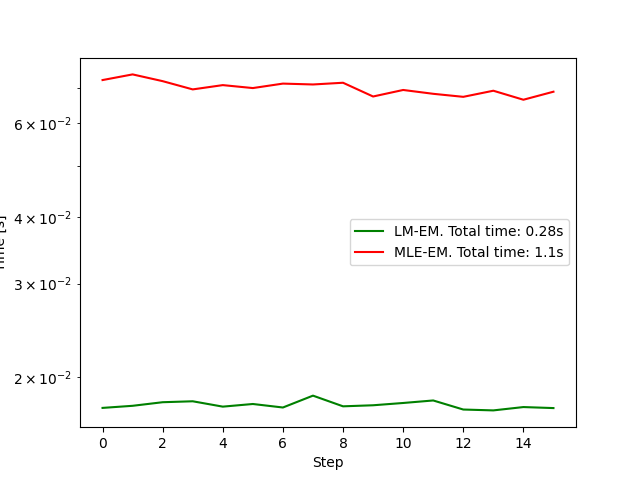 6 × 10⁻²
4 × 10⁻²
3 × 10⁻²
2 × 10⁻²
LM-EM. Total time: 0.28s
MLE-EM. Total time: 1.1s
0 2 4 6 8 10 12 14
Step